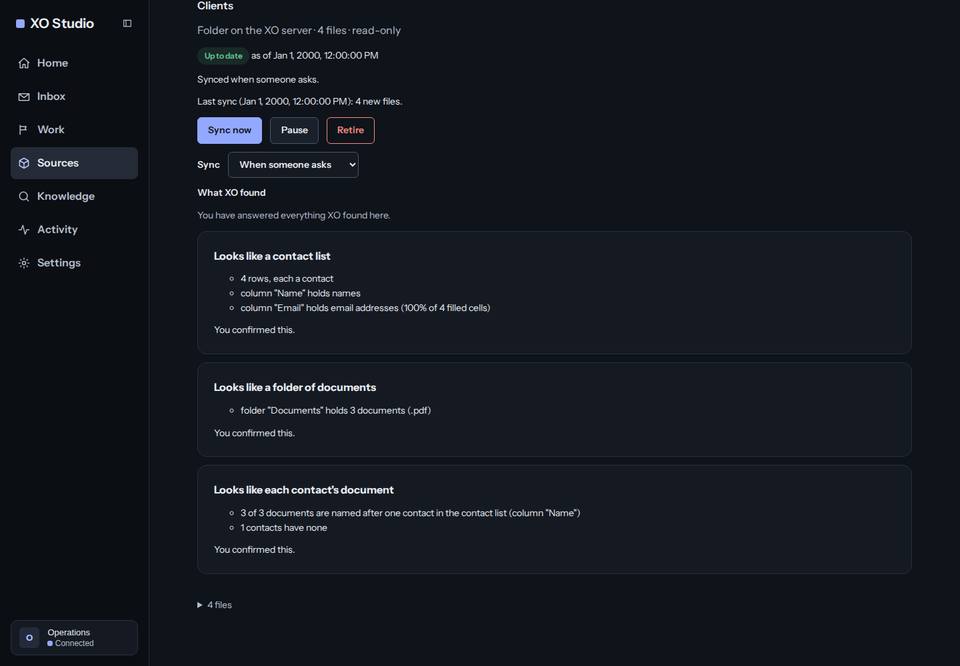 XO Studio
Home
Inbox
Work
Sources
Knowledge
Activity
Settings
O
Operations
Connected
Clients
Folder on the XO server · 4 files · read-only
Up to date as of Jan 1, 2000, 12:00:00 PM
Synced when someone asks.
Last sync (Jan 1, 2000, 12:00:00 PM): 4 new files.
Sync now Pause Retire
Sync When someone asks
What XO found
You have answered everything XO found here.
Looks like a contact list
4 rows, each a contact
column "Name" holds names
column "Email" holds email addresses (100% of 4 filled cells)
You confirmed this.
Looks like a folder of documents
folder "Documents" holds 3 documents (.pdf)
You confirmed this.
Looks like each contact's document
3 of 3 documents are named after one contact in the contact list (column "Name")
1 contacts have none
You confirmed this.
4 files